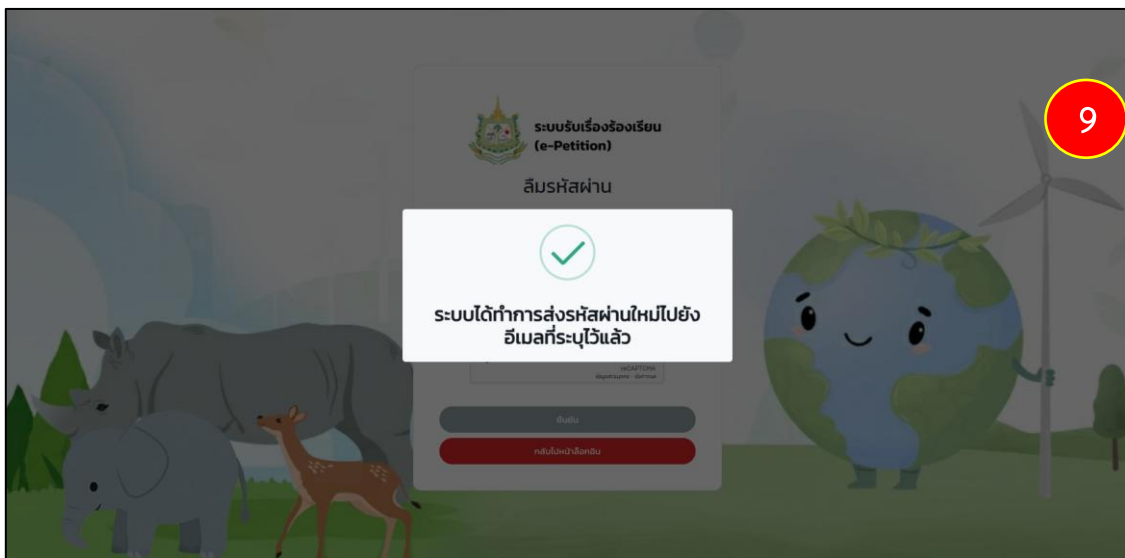 ระบบรับเรื่องร้องเรียน
(e-Petition)
9
ลืมรหัสผ่าน
ระบบได้ทำการส่งรหัสผ่านใหม่ไปยัง
อีเมลที่ระบุไว้แล้ว
reCAPTCHA
ยืนยัน
กลับไปหน้าล็อกอิน